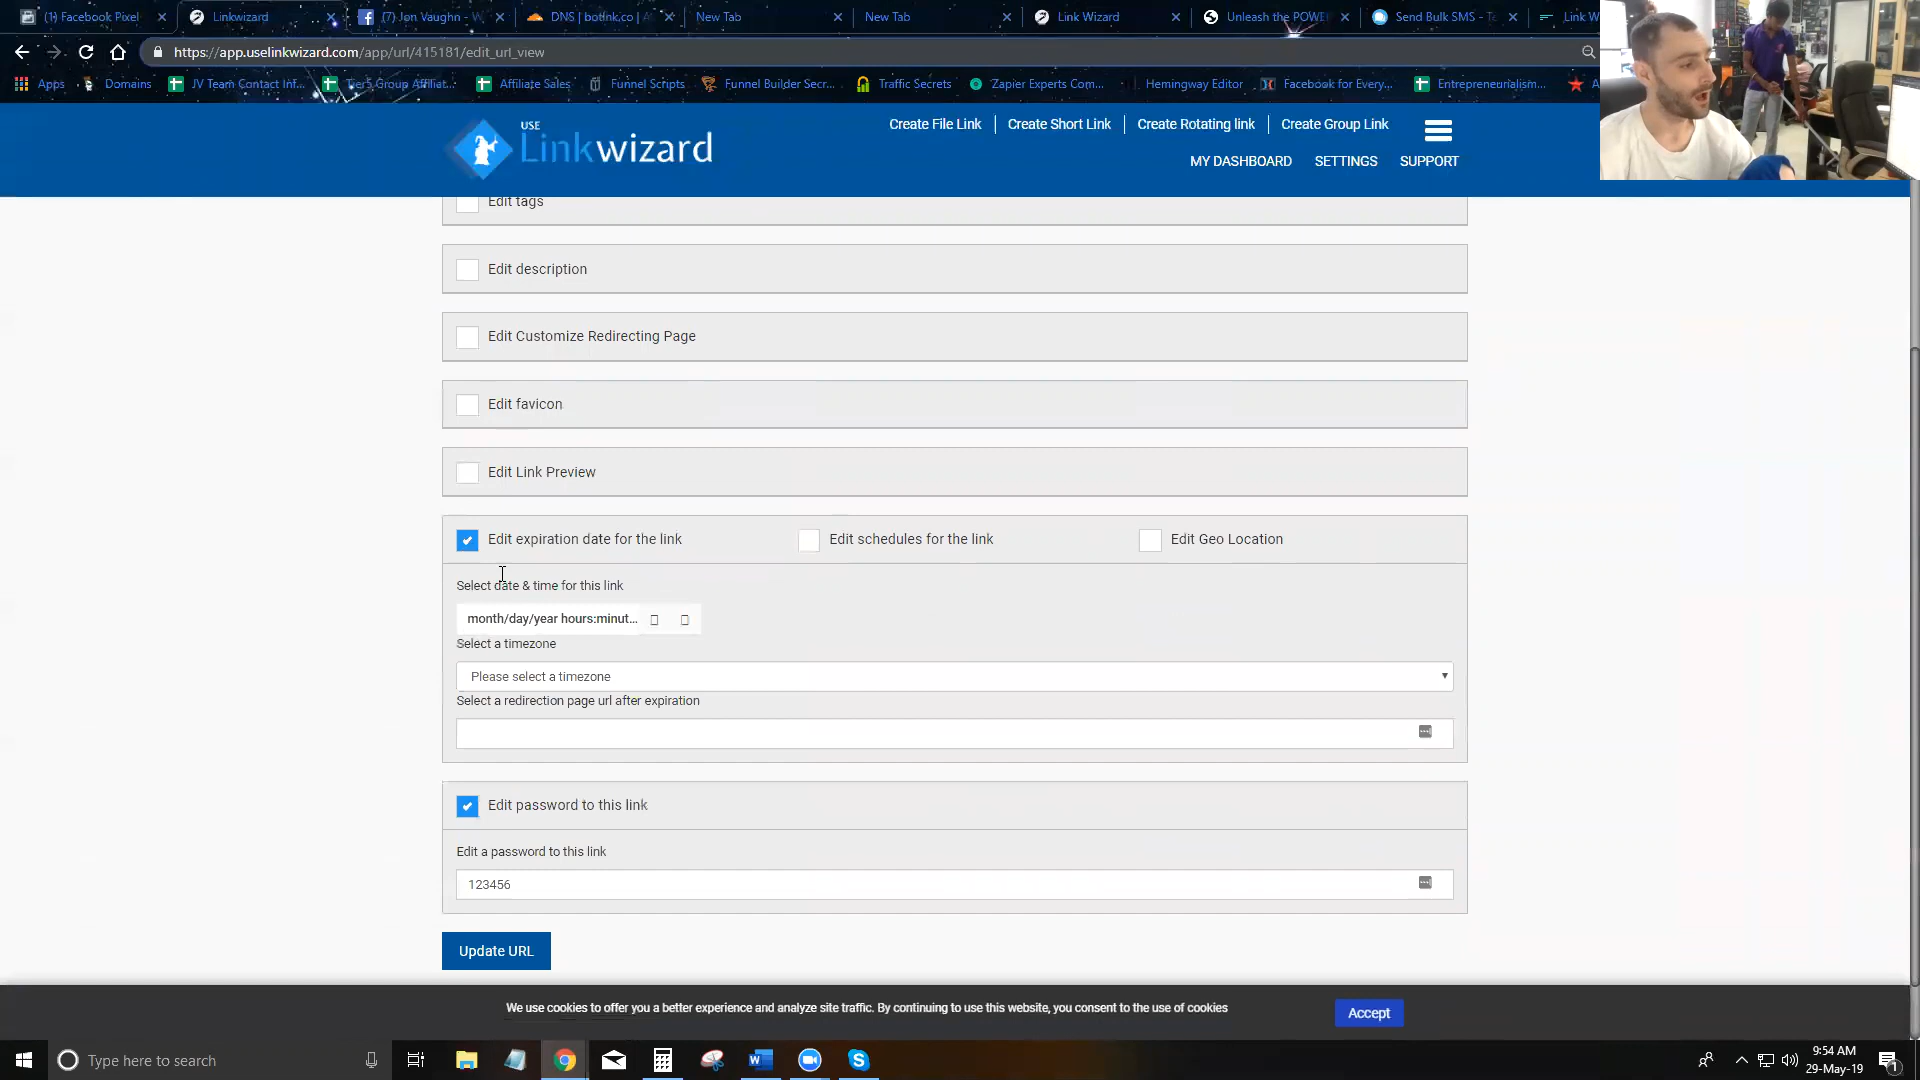 (1) Facebook Pixel
Linkwizard
(7) Jon Vaughn - W
DNS | botlnk.co | A
New Tab
New Tab
Link Wizard
Unleash the POWE
Send Bulk SMS - Te
Link W
https://app.uselinkwizard.com/app/url/415181/edit_url_view
Apps
Domains
JV Team Contact Inf...
Tier5 Group Affiliat...
Affiliate Sales
Funnel Scripts
Funnel Builder Secr...
Traffic Secrets
Zapier Experts Com...
Hemingway Editor
Facebook for Every...
Entrepreneurialism...
USE
Linkwizard
Create File Link
Create Short Link
Create Rotating link
Create Group Link
MY DASHBOARD
SETTINGS
SUPPORT
Edit tags
Edit description
Edit Customize Redirecting Page
Edit favicon
Edit Link Preview
Edit expiration date for the link
Edit schedules for the link
Edit Geo Location
Select date & time for this link
month/day/year hours:minut...
Select a timezone
Please select a timezone
Select a redirection page url after expiration
Edit password to this link
Edit a password to this link
123456
Update URL
We use cookies to offer you a better experience and analyze site traffic. By continuing to use this website, you consent to the use of cookies
Accept
Type here to search
9:54 AM
29-May-19
1